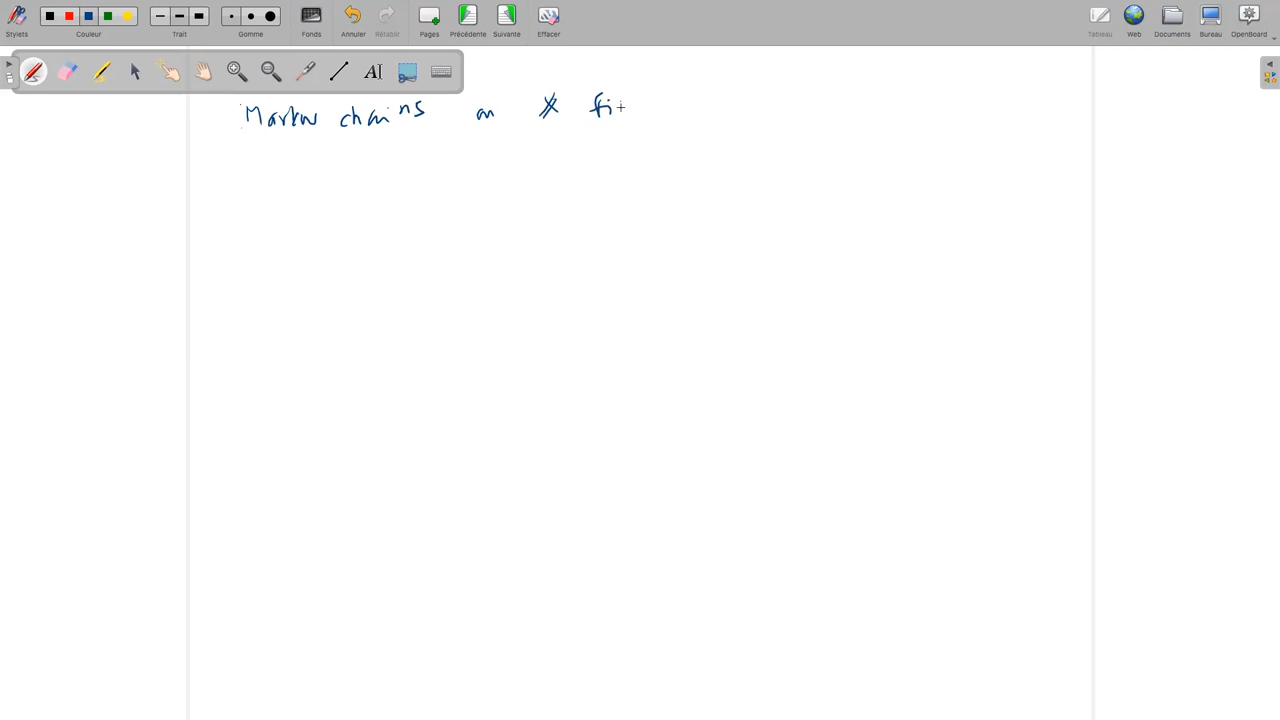 Stylets Couleur Trait Gomme Fonds Annuler Rétablir Pages Précédente Suivante Effacer Tableau Web Documents Bureau OpenBoard
Markov chains on X fi